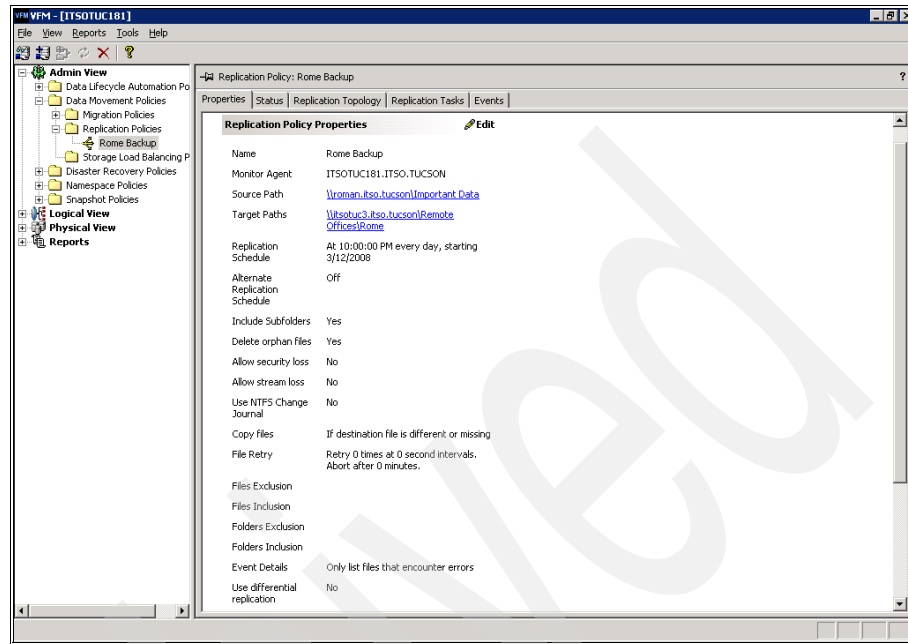 VFM VFM - [ITSOTUC181]
File View Reports Tools Help
Admin View
Data Lifecycle Automation Po
Data Movement Policies
Migration Policies
Replication Policies
Rome Backup
Storage Load Balancing P
Disaster Recovery Policies
Namespace Policies
Snapshot Policies
Logical View
Physical View
Reports
Replication Policy: Rome Backup ?
Properties Status Replication Topology Replication Tasks Events
Replication Policy Properties Edit
Name Rome Backup
Monitor Agent ITSOTUC181.ITSO.TUCSON
Source Path \\roman.itso.tucson\Important Data
Target Paths \\itsotuc3.itso.tucson\Remote
Offices\Rome
Replication At 10:00:00 PM every day, starting
Schedule 3/12/2008
Alternate Off
Replication
Schedule
Include Subfolders Yes
Delete orphan files Yes
Allow security loss No
Allow stream loss No
Use NTFS Change No
Journal
Copy files If destination file is different or missing
File Retry Retry 0 times at 0 second intervals.
Abort after 0 minutes.
Files Exclusion
Files Inclusion
Folders Exclusion
Folders Inclusion
Event Details Only list files that encounter errors
Use differential No
replication